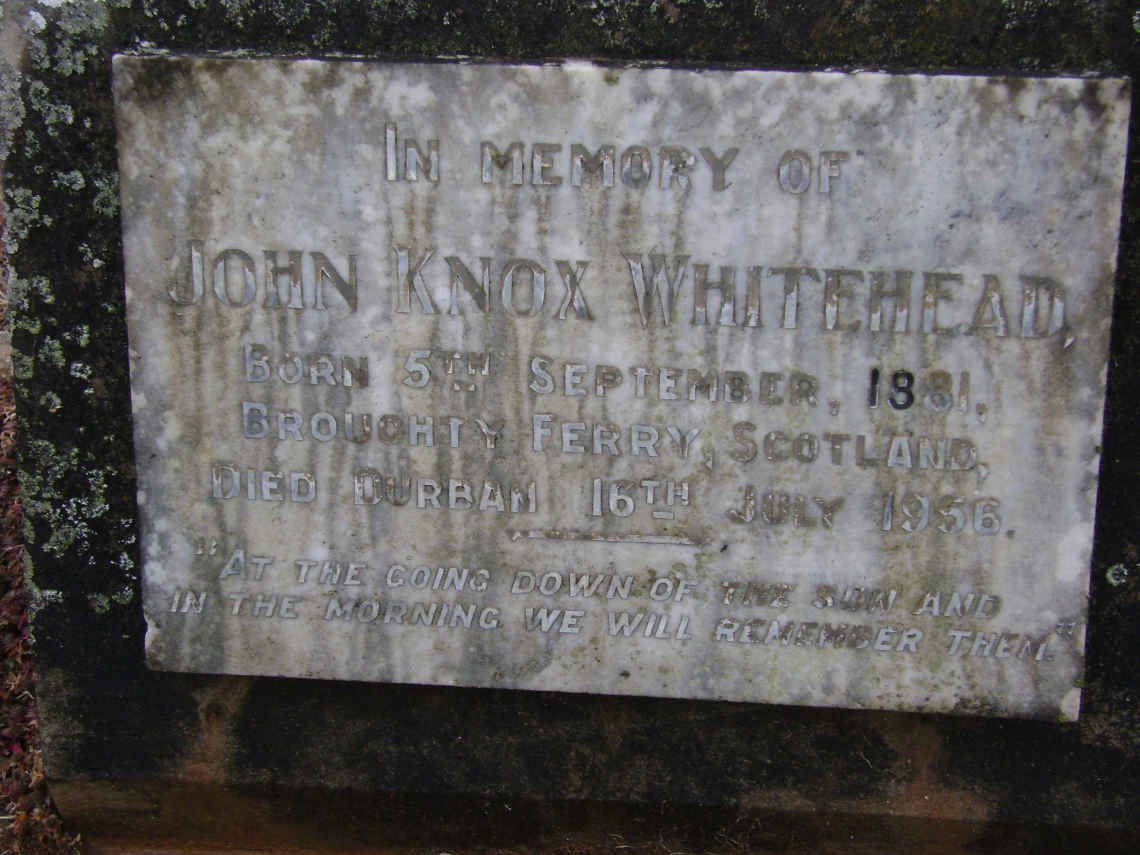 IN MEMORY OF
JOHN KNOX WHITEHEAD,
BORN 5TH SEPTEMBER, 1881,
BROUGHTY FERRY, SCOTLAND,
DIED DURBAN 16TH JULY 1956.
"AT THE GOING DOWN OF THE SUN AND
IN THE MORNING WE WILL REMEMBER THEM."